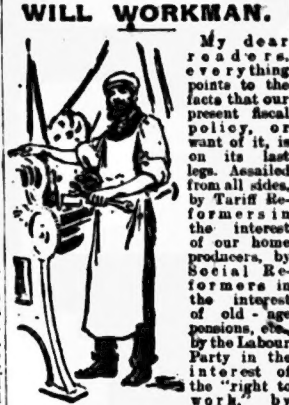 WILL WORKMAN.
My dear
readers,
everything
points to the
facts that our
present fiscal
policy, or
want of it, is
on its last
legs. Assailed
from all sides,
by Tariff Re-
formers in
the interest
of our home
producers, by
Social Re-
formers in
the interest
of old-age
pensions, etc.,
by the Labour
Party in the
interest of
the "right to
work," by